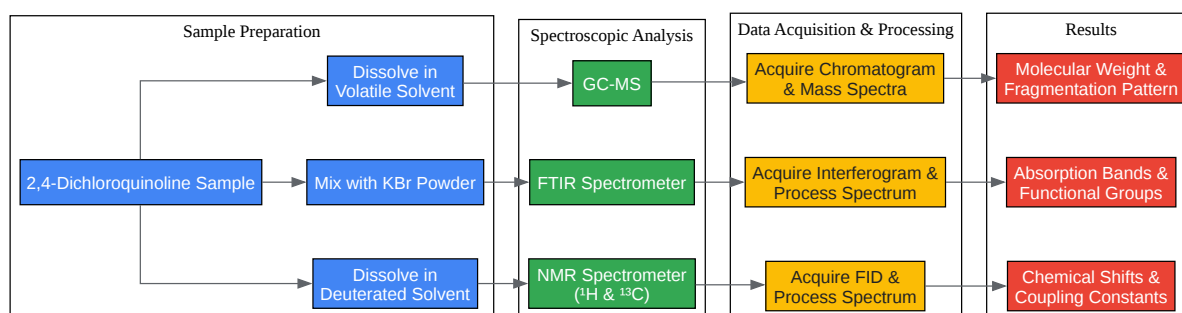 Sample Preparation
Spectroscopic Analysis
Data Acquisition & Processing
Results
Dissolve in
Volatile Solvent
GC-MS
Acquire Chromatogram
& Mass Spectra
Molecular Weight &
Fragmentation Pattern
2,4-Dichloroquinoline Sample
Mix with KBr Powder
FTIR Spectrometer
Acquire Interferogram &
Process Spectrum
Absorption Bands &
Functional Groups
Dissolve in
Deuterated Solvent
NMR Spectrometer
(¹H & ¹³C)
Acquire FID &
Process Spectrum
Chemical Shifts &
Coupling Constants